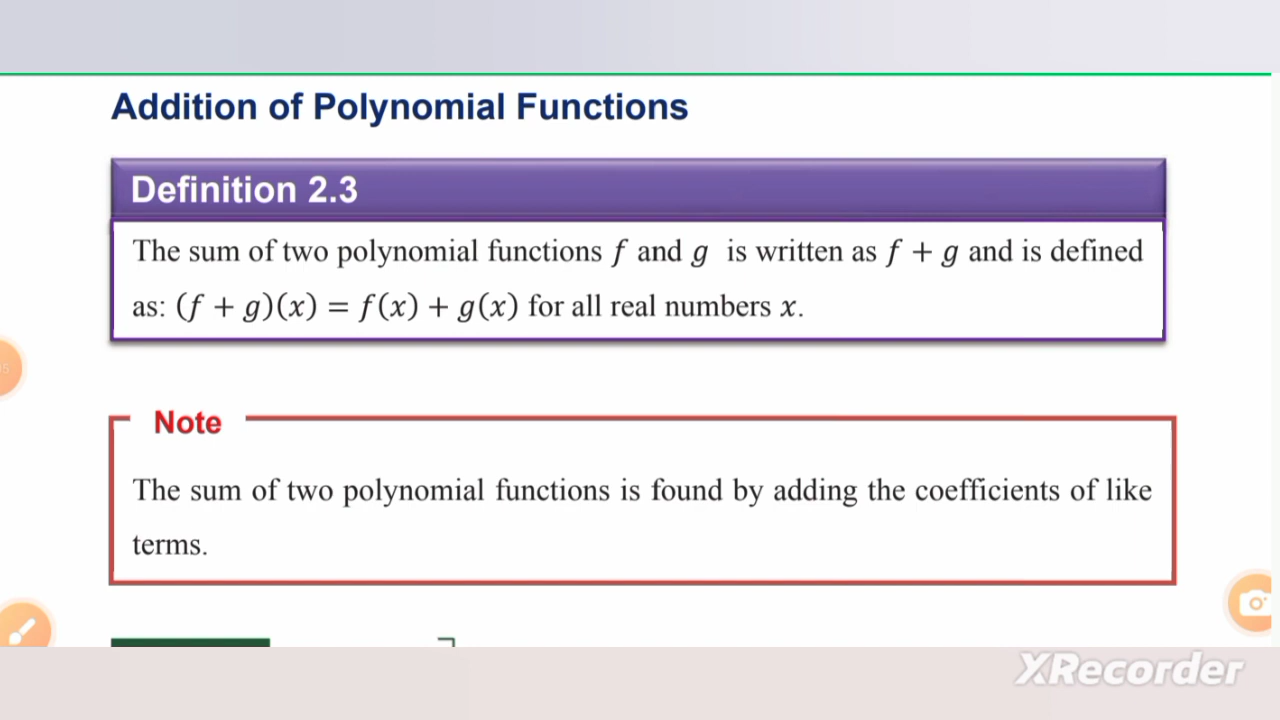 Addition of Polynomial Functions
Definition 2.3
The sum of two polynomial functions f and g is written as f + g and is defined
as: (f + g)(x) = f(x) + g(x) for all real numbers x.
Note
The sum of two polynomial functions is found by adding the coefficients of like
terms.
XRecorder